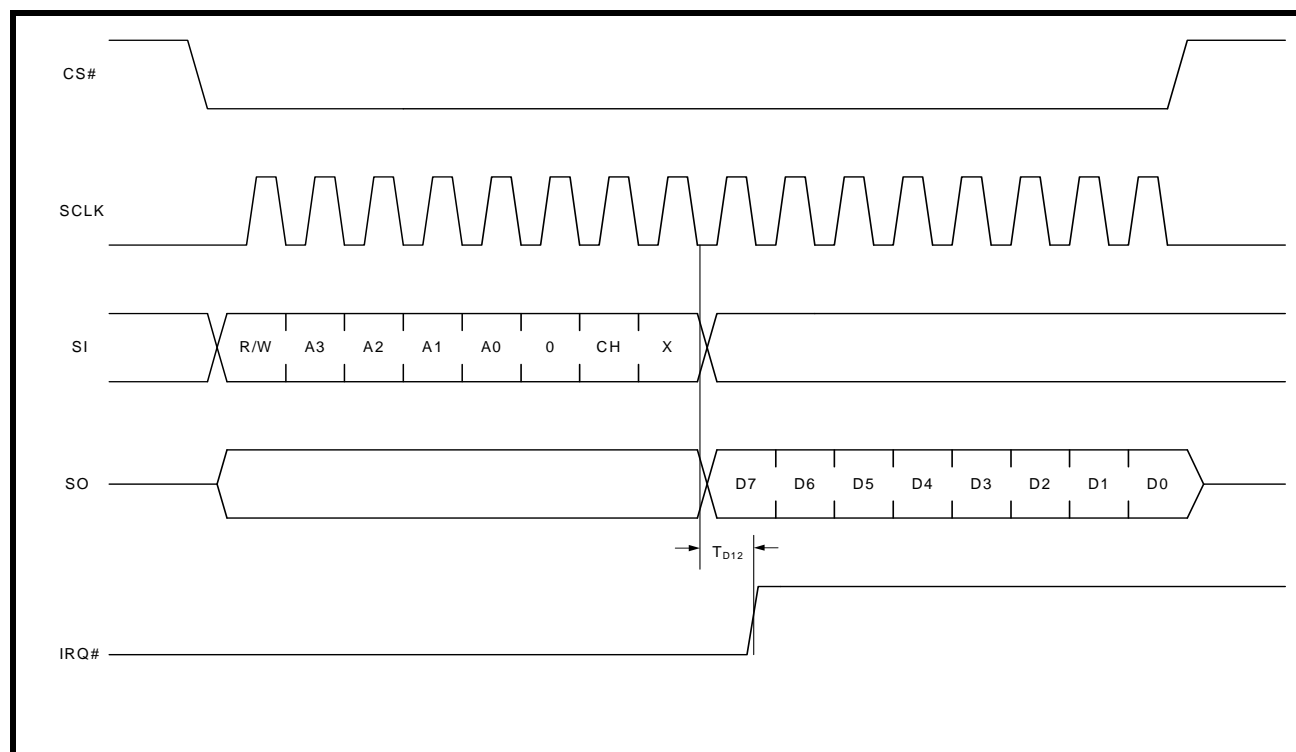 CS#
SCLK
SI R/W A3 A2 A1 A0 0 CH X
SO D7 D6 D5 D4 D3 D2 D1 D0
TD12
IRQ#